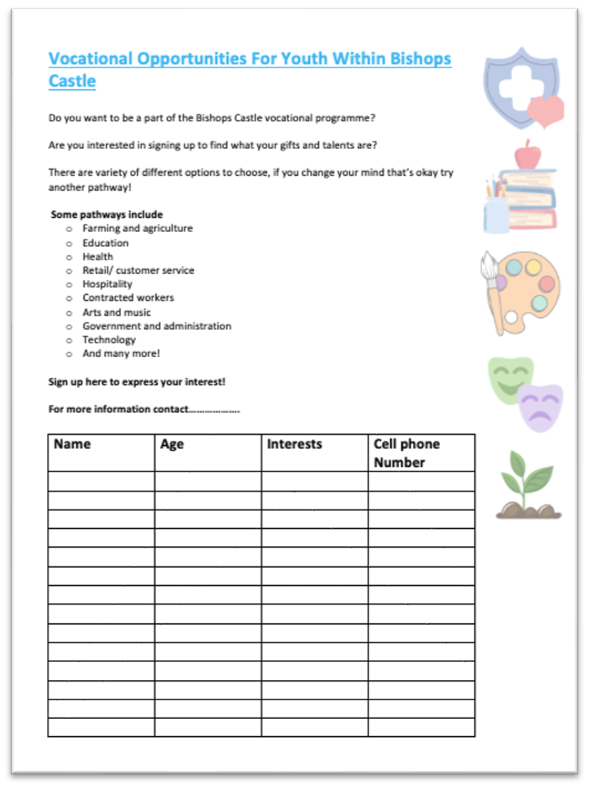 Vocational Opportunities For Youth Within Bishops
Castle
Do you want to be a part of the Bishops Castle vocational programme?
Are you interested in signing up to find what your gifts and talents are?
There are variety of different options to choose, if you change your mind that's okay try
another pathway!
Some pathways include
o Farming and agriculture
o Education
o Health
o Retail/ customer service
o Hospitality
o Contracted workers
o Arts and music
o Government and administration
o Technology
o And many more!
Sign up here to express your interest!
For more information contact………………..
Name Age Interests Cell phone
Number